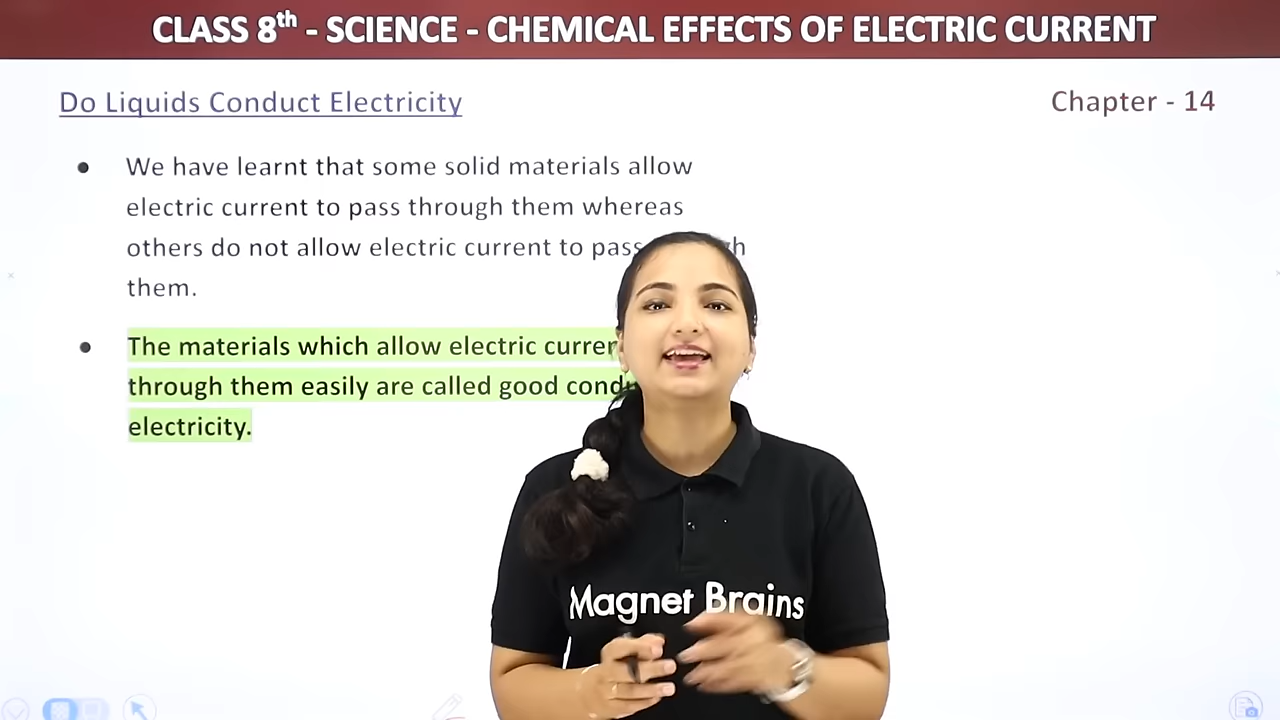 CLASS 8th - SCIENCE - CHEMICAL EFFECTS OF ELECTRIC CURRENT
Do Liquids Conduct Electricity
Chapter - 14
We have learnt that some solid materials allow
electric current to pass through them whereas
others do not allow electric current to pass
them.
The materials which allow electric
through them easily are called good
electricity.
Magnet Brains